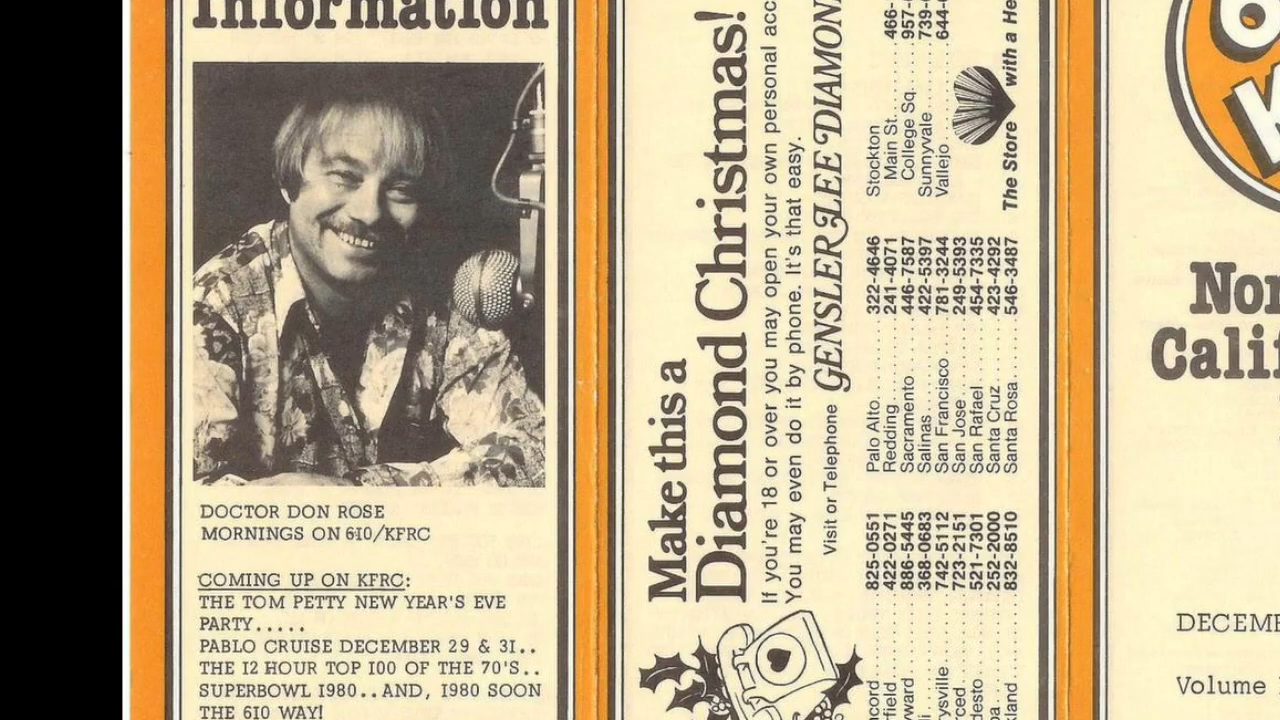 Information
DOCTOR DON ROSE
MORNINGS ON 610/KFRC
COMING UP ON KFRC:
THE TOM PETTY NEW YEAR'S EVE
PARTY.....
PABLO CRUISE DECEMBER 29 & 31..
THE 12 HOUR TOP 100 OF THE 70'S..
SUPERBOWL 1980..AND, 1980 SOON
THE 610 WAY!
Make this a
Diamond Christmas!
If you're 18 or over you may open your own personal
You may even do it by phone. It's that easy.
Visit or Telephone GENSLER-LEE DIAMON
825-0551
422-0271
886-5445
368-0683
742-5112
723-2151
521-7301
252-2000
832-8510
Palo Alto 322-4646
Redding 241-4071
Sacramento 446-7587
Salinas 422-5397
San Francisco 781-3244
San Jose 249-5393
San Rafael 454-7335
Santa Cruz 423-4292
Santa Rosa 546-3487
Stockton
Main St. 466-
College Sq. 957-
Sunnyvale 739-
Vallejo 644-
The Store with a He
Nor
Calif
DECEMB
Volume